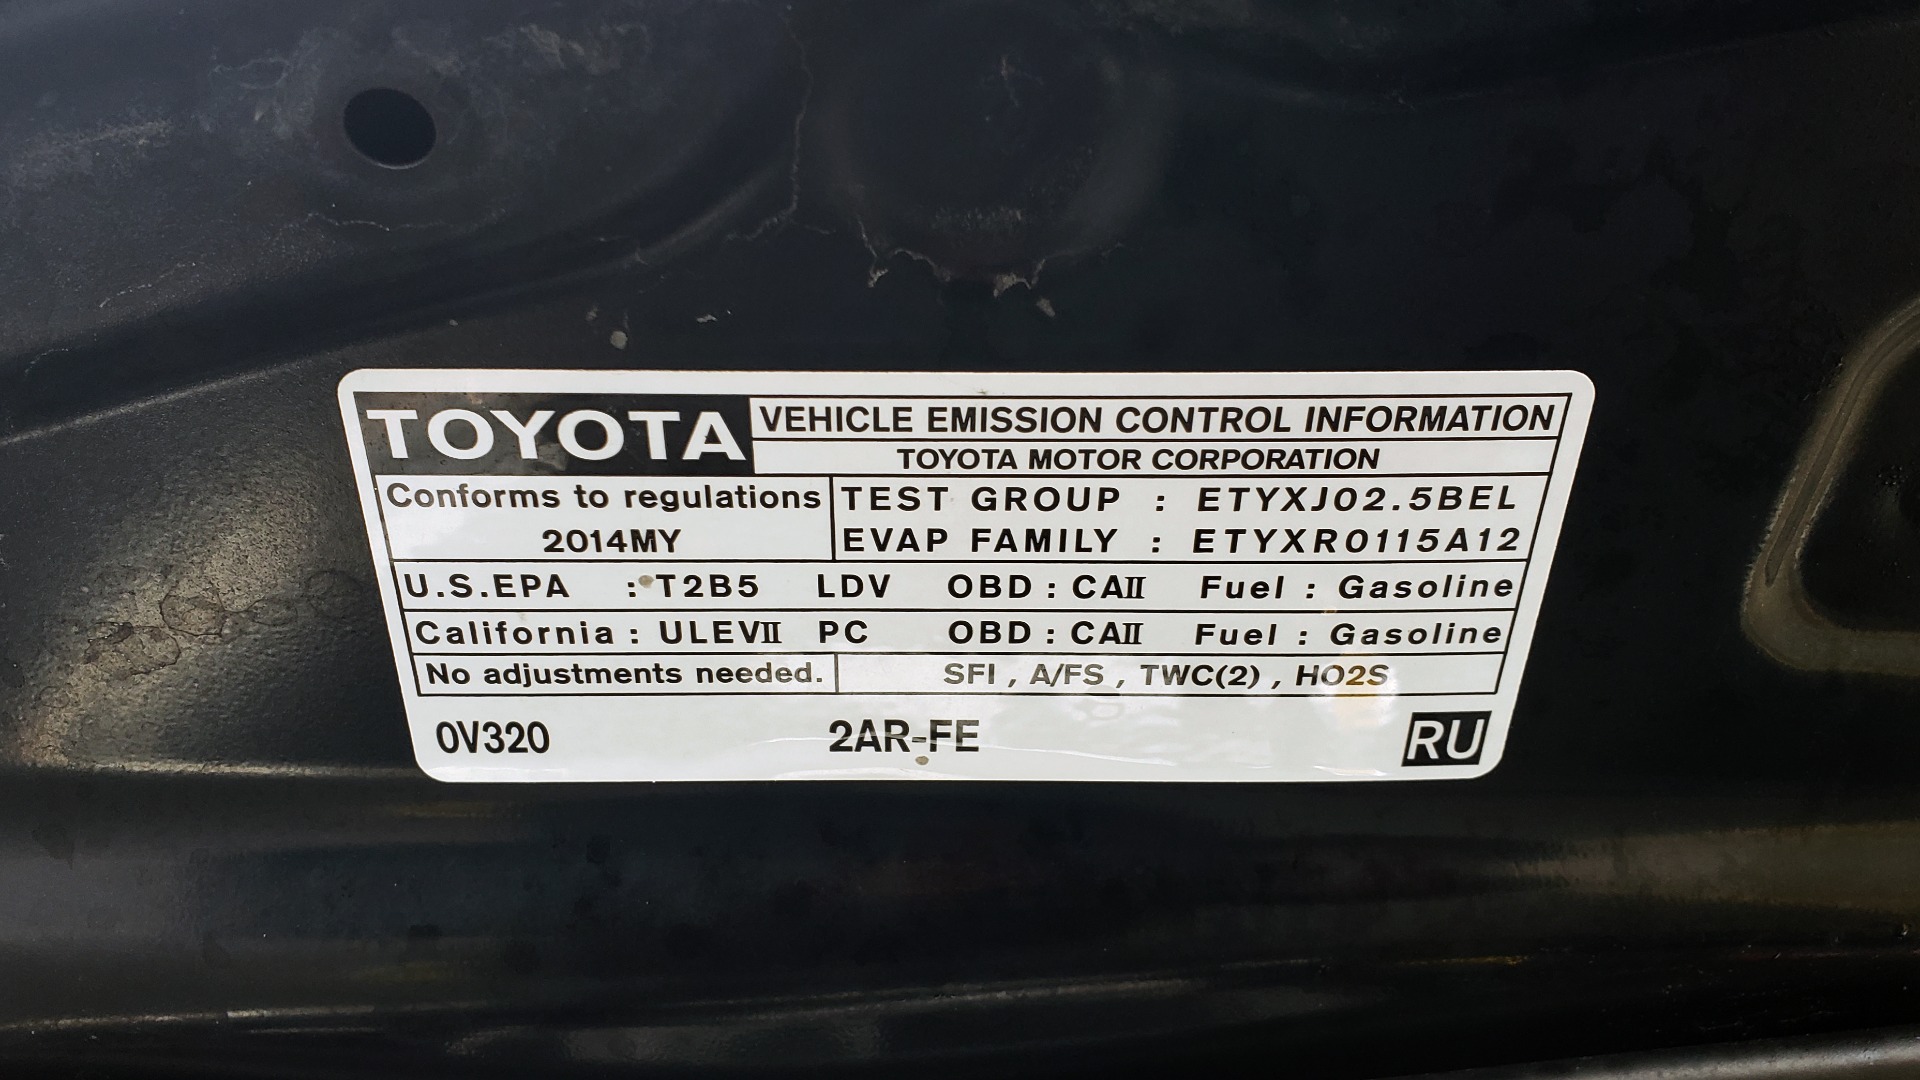 TOYOTA VEHICLE EMISSION CONTROL INFORMATION
TOYOTA MOTOR CORPORATION
Conforms to regulations
2014MY
TEST GROUP : ETYXJ02.5BEL
EVAP FAMILY : ETYXR0115A12
U.S.EPA : T2B5 LDV OBD : CAII Fuel : Gasoline
California : ULEVII PC OBD : CAII Fuel : Gasoline
No adjustments needed. SFI , A/FS , TWC(2) , HO2S
0V320 2AR-FE RU